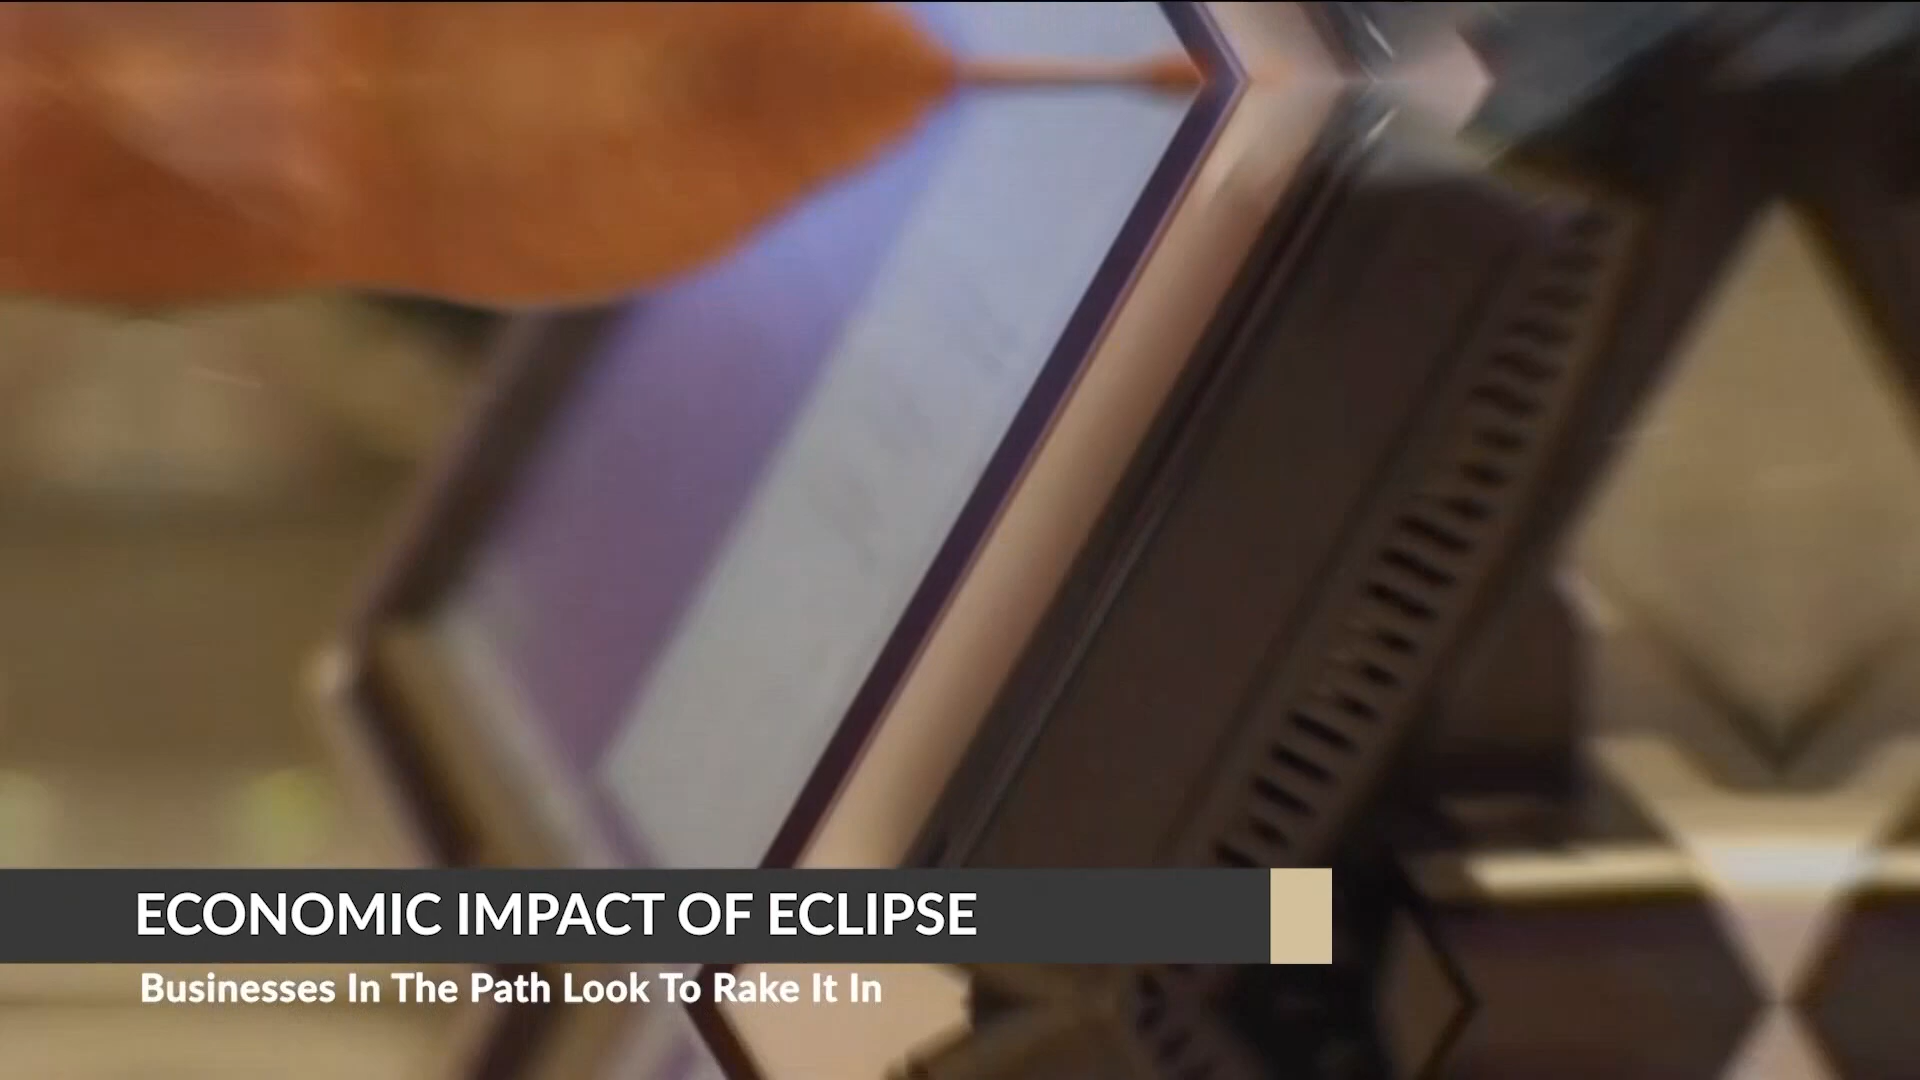 ECONOMIC IMPACT OF ECLIPSE
Businesses In The Path Look To Rake It In